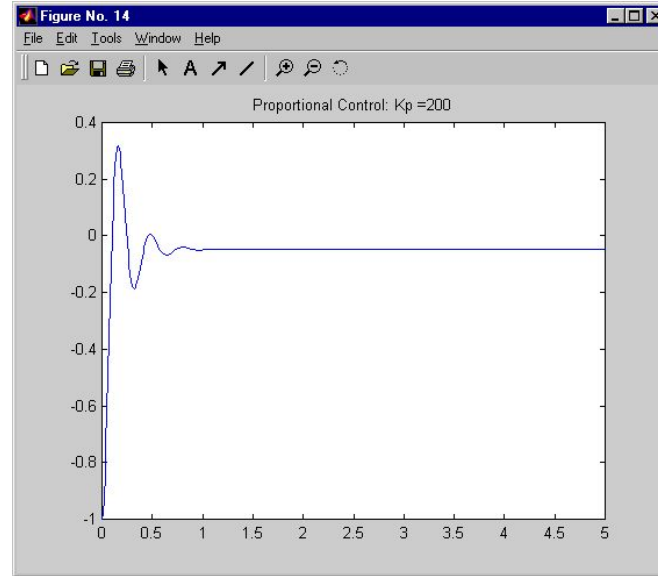 Figure No. 14
File Edit Tools Window Help
A
Proportional Control: Kp =200
0.4
0.2
0
-0.2
-0.4
-0.6
-0.8
-1
0 0.5 1 1.5 2 2.5 3 3.5 4 4.5 5